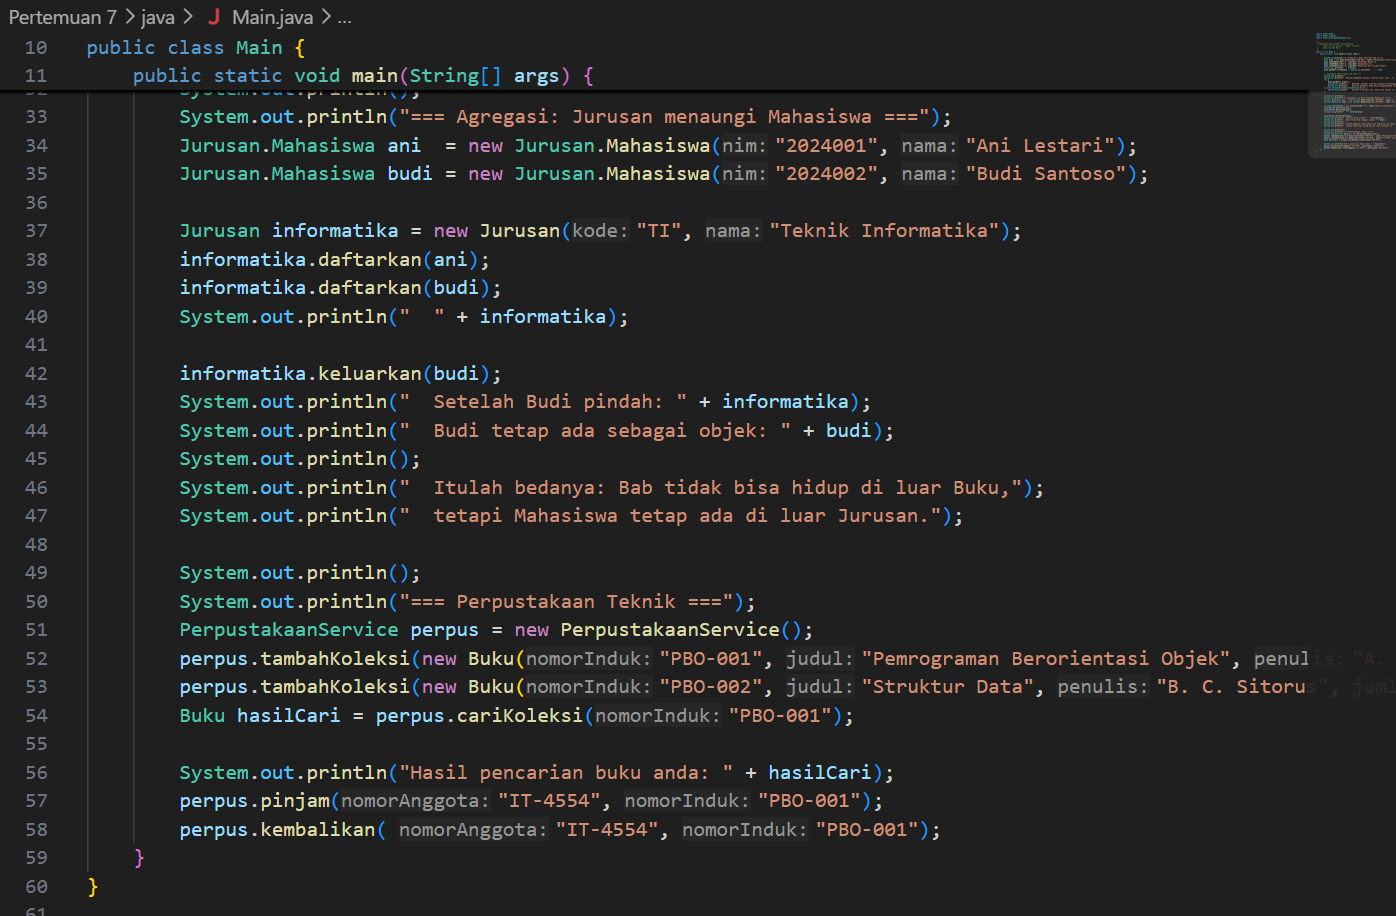 Pertemuan 7 > java > J Main.java > ...
10 public class Main {
11 public static void main(String[] args) {
32 System.out.println();
33 System.out.println("=== Agregasi: Jurusan menaungi Mahasiswa ===");
34 Jurusan.Mahasiswa ani  = new Jurusan.Mahasiswa(nim: "2024001", nama: "Ani Lestari");
35 Jurusan.Mahasiswa budi = new Jurusan.Mahasiswa(nim: "2024002", nama: "Budi Santoso");
36
37 Jurusan informatika = new Jurusan(kode: "TI", nama: "Teknik Informatika");
38 informatika.daftarkan(ani);
39 informatika.daftarkan(budi);
40 System.out.println("  " + informatika);
41
42 informatika.keluarkan(budi);
43 System.out.println("  Setelah Budi pindah: " + informatika);
44 System.out.println("  Budi tetap ada sebagai objek: " + budi);
45 System.out.println();
46 System.out.println("  Itulah bedanya: Bab tidak bisa hidup di luar Buku,");
47 System.out.println("  tetapi Mahasiswa tetap ada di luar Jurusan.");
48
49 System.out.println();
50 System.out.println("=== Perpustakaan Teknik ===");
51 PerpustakaanService perpus = new PerpustakaanService();
52 perpus.tambahKoleksi(new Buku(nomorInduk: "PBO-001", judul: "Pemrograman Berorientasi Objek", penulis: "A.
53 perpus.tambahKoleksi(new Buku(nomorInduk: "PBO-002", judul: "Struktur Data", penulis: "B. C. Sitorus",
54 Buku hasilCari = perpus.cariKoleksi(nomorInduk: "PBO-001");
55
56 System.out.println("Hasil pencarian buku anda: " + hasilCari);
57 perpus.pinjam(nomorAnggota: "IT-4554", nomorInduk: "PBO-001");
58 perpus.kembalikan( nomorAnggota: "IT-4554", nomorInduk: "PBO-001");
59 }
60 }
61